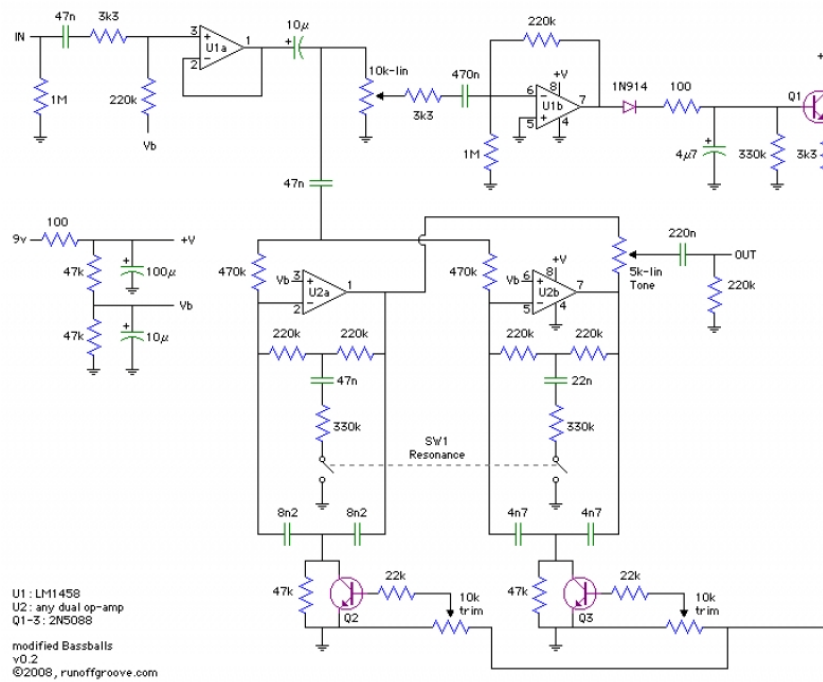 IN
47n
3k3
1M
220k
Vb
3
+
U1a
1
2
−
10µ
+
10k-lin
3k3
470n
220k
1M
6
−
+V
8
U1b
7
5
+
4
1N914
100
4µ7
+
330k
Q1
3k3
+
47n
9v
100
+V
47k
+
100µ
Vb
47k
+
10µ
470k
Vb
3
+
U2a
1
2
−
470k
Vb
6
+
+V
8
U2b
7
5
−
4
5k-lin
Tone
220n
OUT
220k
220k
220k
47n
330k
220k
220k
22n
330k
SW1
Resonance
8n2
8n2
4n7
4n7
47k
Q2
22k
10k
trim
47k
Q3
22k
10k
trim
U1: LM1458
U2: any dual op-amp
Q1-3: 2N5088
modified Bassballs
v0.2
©2008, runoffgroove.com